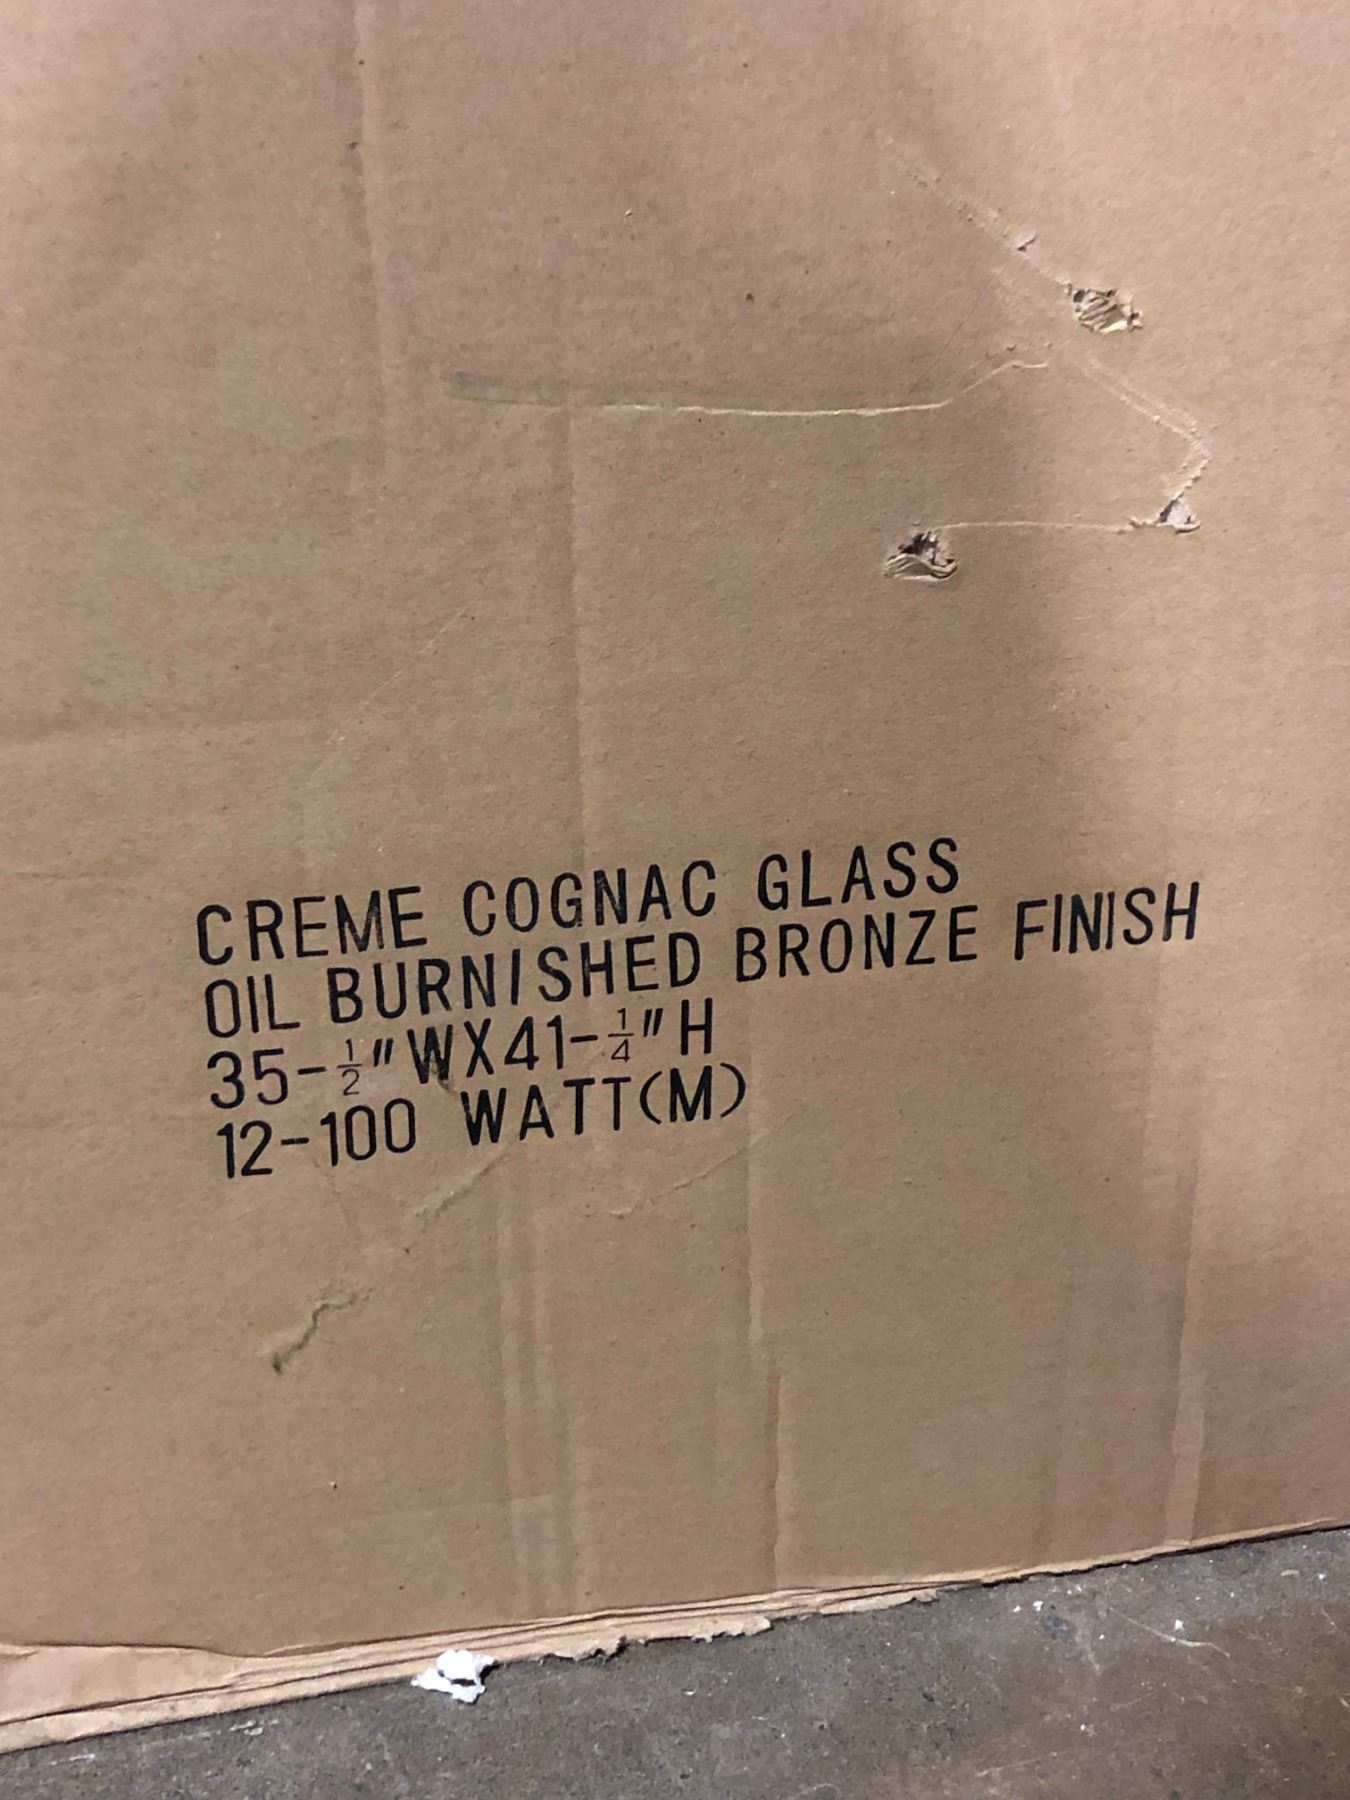 CREME COGNAC GLASS
OIL BURNISHED BRONZE FINISH
35-½"WX41-¼"H
12-100 WATT(M)